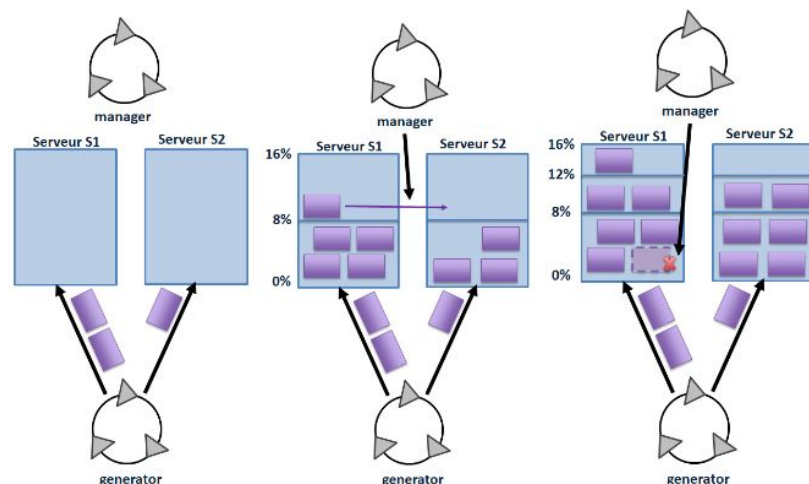 manager
Serveur S1
Serveur S2
generator
manager
Serveur S1
Serveur S2
16%
8%
0%
generator
manager
Serveur S1
Serveur S2
16%
12%
8%
0%
generator